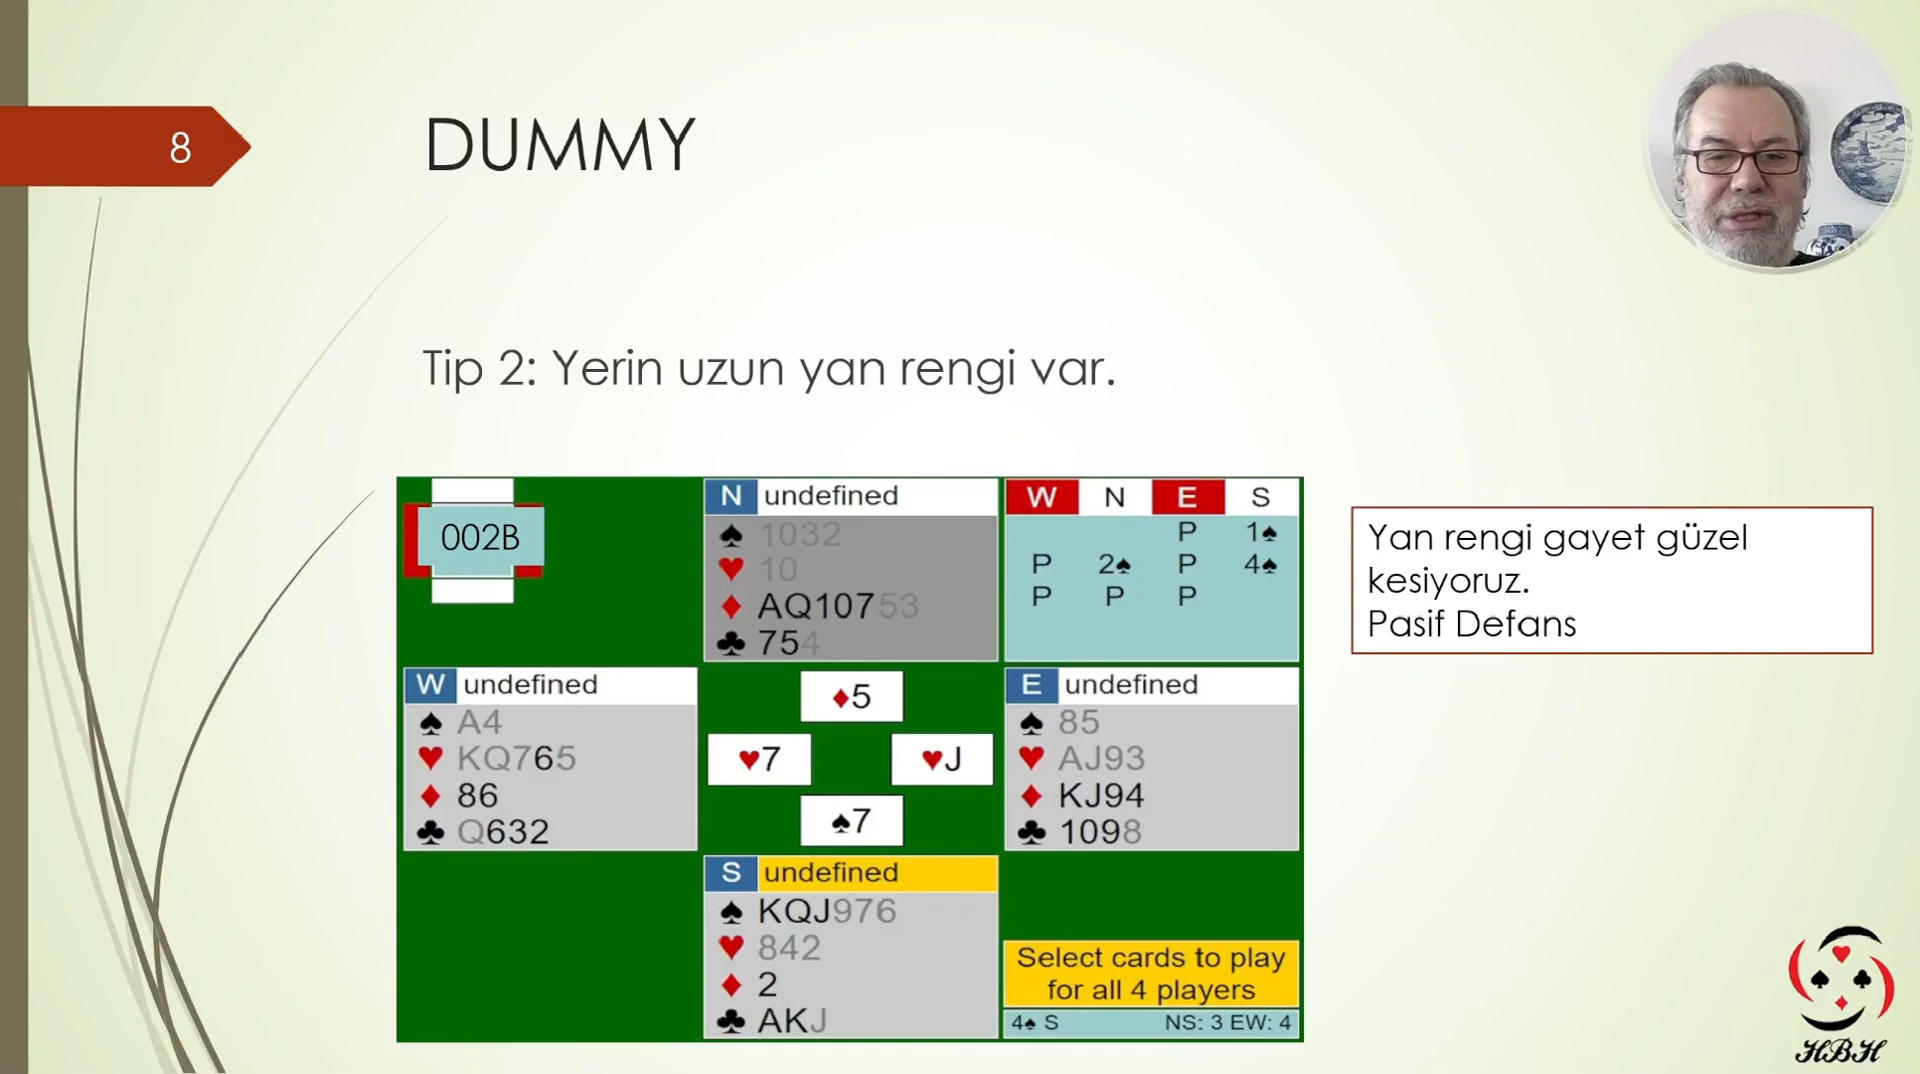 8
DUMMY
Tip 2: Yerin uzun yan rengi var.
002B
N undefined
♠ 1032
♥ 10
♦ AQ10753
♣ 754
W N E S
P 1♠
P 2♠ P 4♠
P P P
Yan rengi gayet güzel
kesiyoruz.
Pasif Defans
W undefined
♠ A4
♥ KQ765
♦ 86
♣ Q632
♦5
♥7
♥J
♠7
E undefined
♠ 85
♥ AJ93
♦ KJ94
♣ 1098
S undefined
♠ KQJ976
♥ 842
♦ 2
♣ AKJ
Select cards to play
for all 4 players
4♠ S NS: 3 EW: 4
HBH